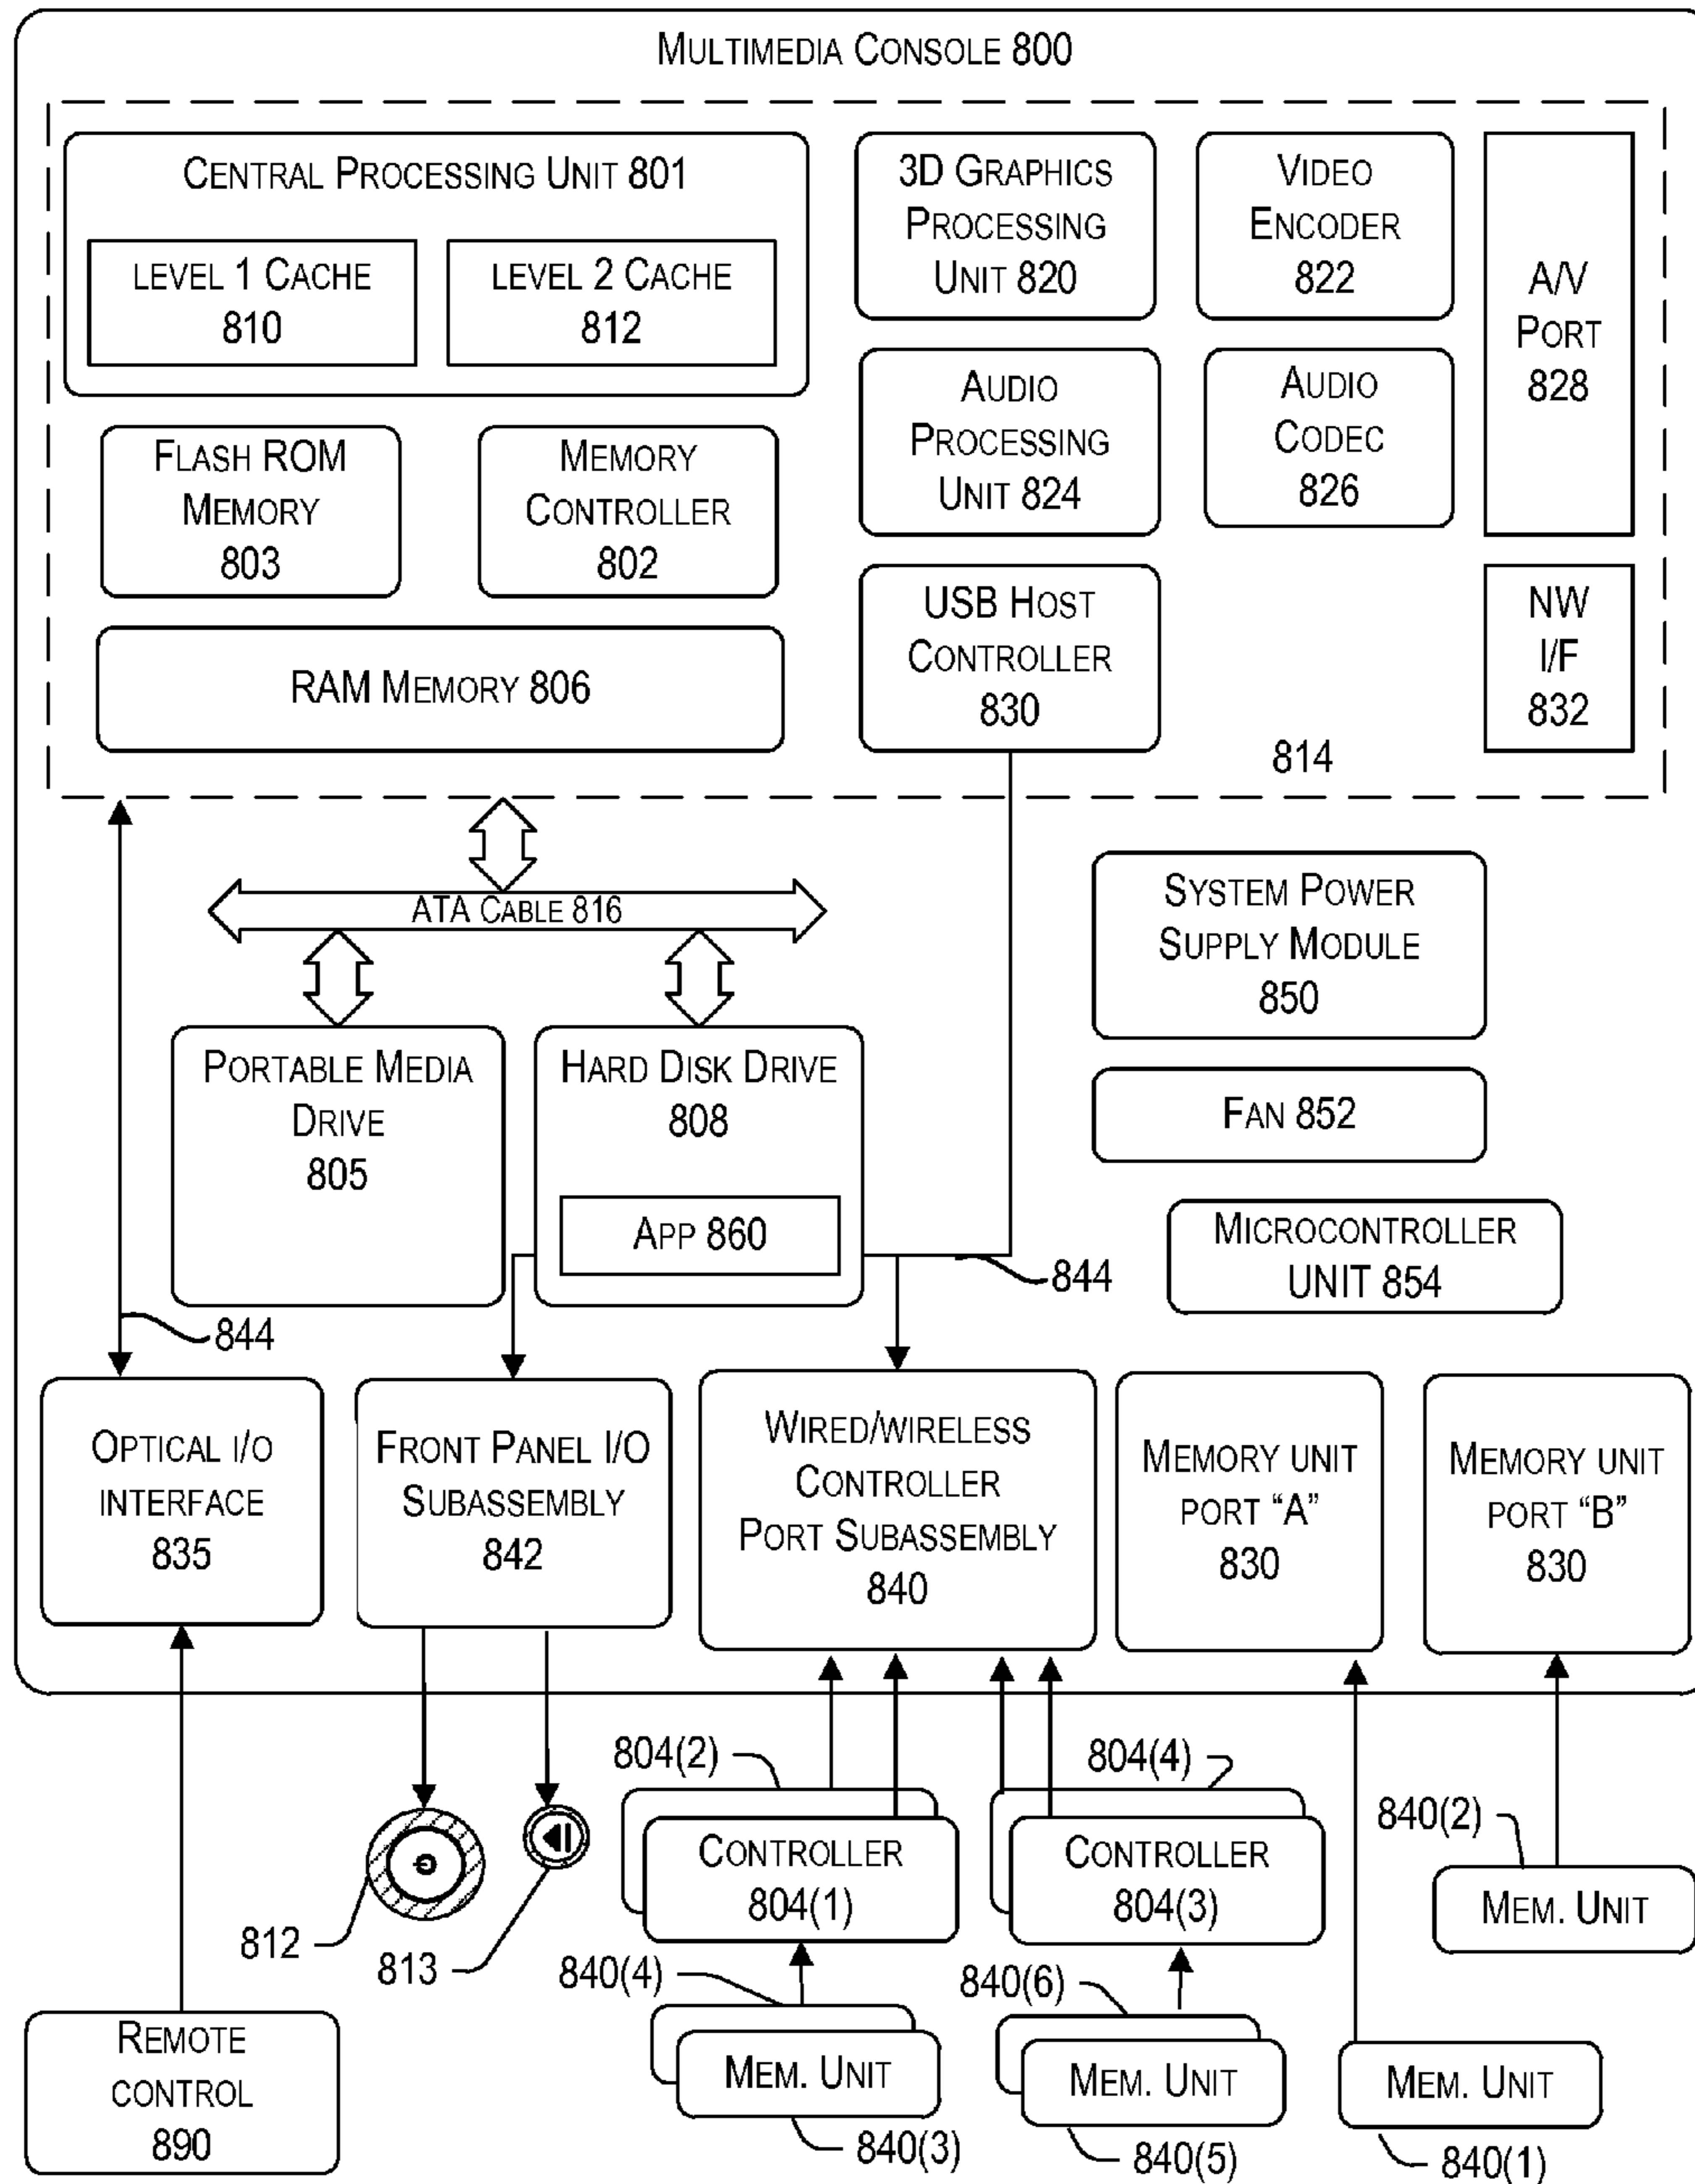 MULTIMEDIA CONSOLE 800
CENTRAL PROCESSING UNIT 801
LEVEL 1 CACHE
810
LEVEL 2 CACHE
812
3D GRAPHICS
PROCESSING
UNIT 820
VIDEO
ENCODER
822
A/V
PORT
828
AUDIO
PROCESSING
UNIT 824
AUDIO
CODEC
826
FLASH ROM
MEMORY
803
MEMORY
CONTROLLER
802
USB HOST
CONTROLLER
830
NW
I/F
832
RAM MEMORY 806
814
ATA CABLE 816
SYSTEM POWER
SUPPLY MODULE
850
PORTABLE MEDIA
DRIVE
805
HARD DISK DRIVE
808
APP 860
FAN 852
MICROCONTROLLER
UNIT 854
844
844
OPTICAL I/O
INTERFACE
835
FRONT PANEL I/O
SUBASSEMBLY
842
WIRED/WIRELESS
CONTROLLER
PORT SUBASSEMBLY
840
MEMORY UNIT
PORT “A”
830
MEMORY UNIT
PORT “B”
830
804(2)
804(4)
CONTROLLER
804(1)
CONTROLLER
804(3)
840(2)
MEM. UNIT
812
813
840(4)
840(6)
REMOTE
CONTROL
890
MEM. UNIT
840(3)
MEM. UNIT
840(5)
MEM. UNIT
840(1)